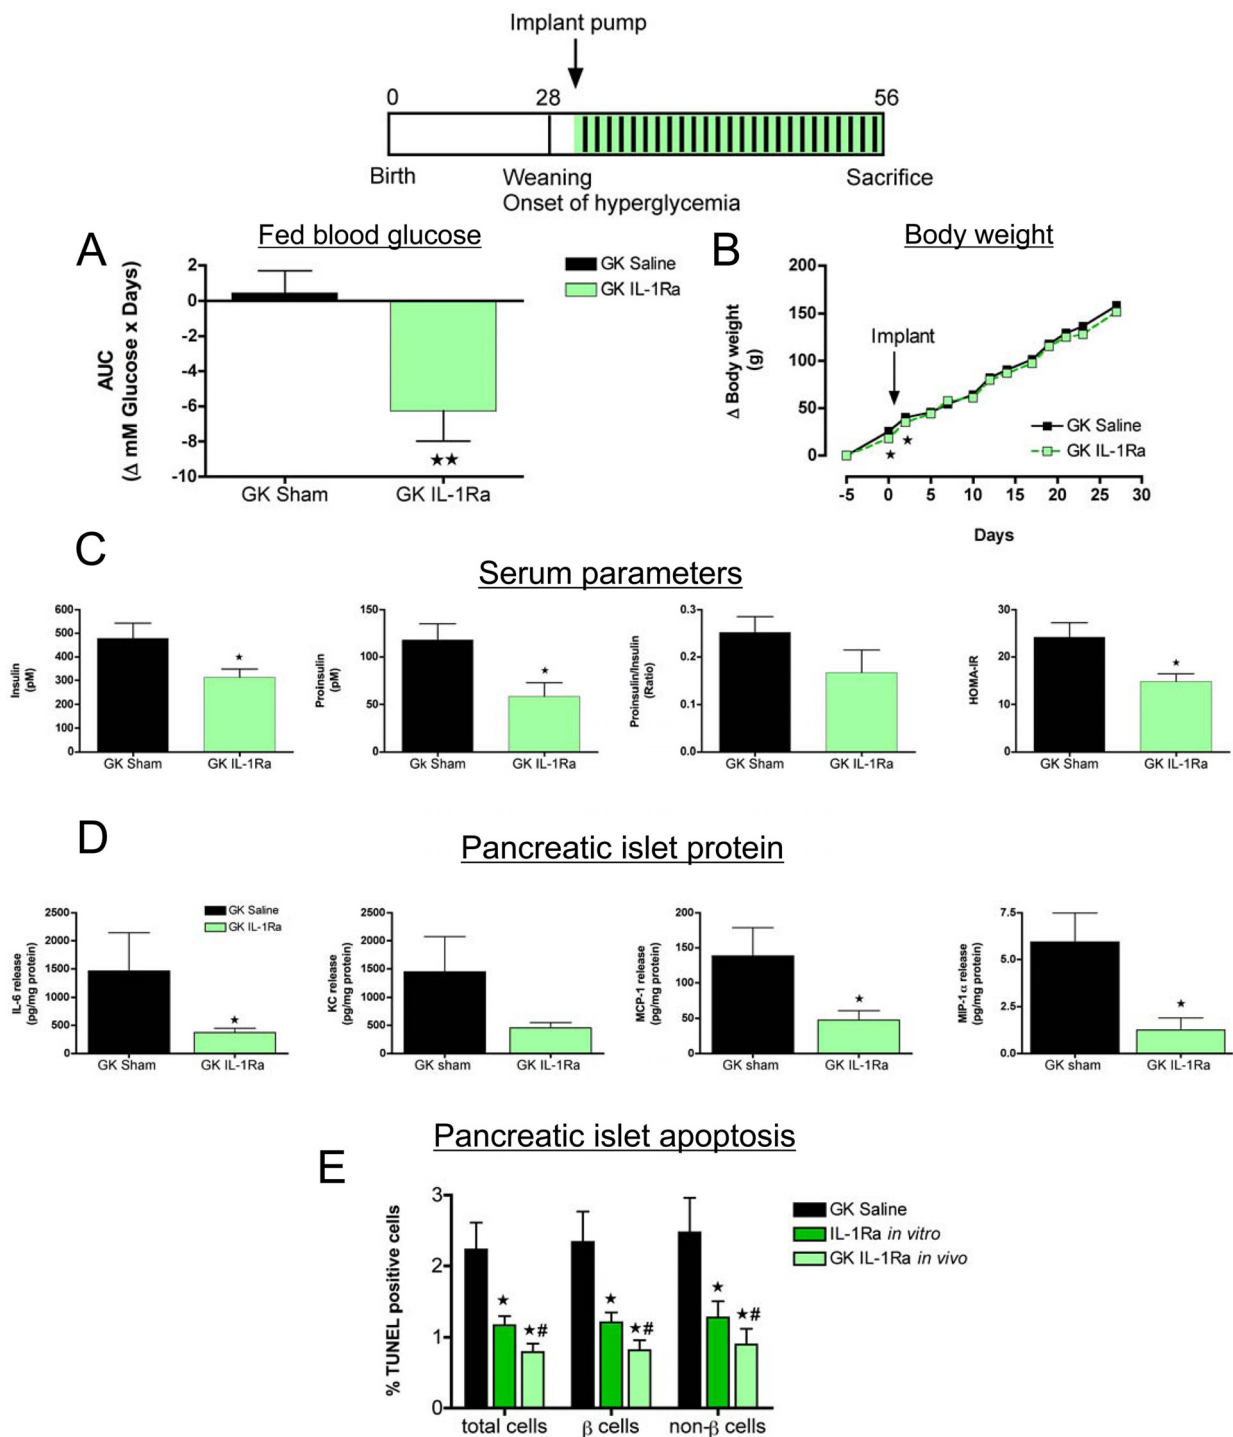 Implant pump
0 28 56
Birth Weaning Sacrifice
Onset of hyperglycemia
A Fed blood glucose
GK Saline
GK IL-1Ra
AUC
(Δ mM Glucose x Days)
2
0
-2
-4
-6
-8
-10
★★
GK Sham GK IL-1Ra
B Body weight
Δ Body weight
(g)
200
150
100
50
0
Implant
★ ★
GK Saline
GK IL-1Ra
-5 0 5 10 15 20 25 30
Days
C
Serum parameters
Insulin
(pM)
600
500
400
300
200
100
0
★
GK Sham GK IL-1Ra
Proinsulin
(pM)
150
100
50
0
★
Gk Sham GK IL-1Ra
Proinsulin/Insulin
(Ratio)
0.3
0.2
0.1
0.0
GK Sham GK IL-1Ra
HOMA-IR
30
20
10
0
★
GK Sham GK IL-1Ra
D
Pancreatic islet protein
IL-6 release
(pg/mg protein)
2500
2000
1500
1000
500
0
GK Saline
GK IL-1Ra
★
GK Sham GK IL-1Ra
KC release
(pg/mg protein)
2500
2000
1500
1000
500
0
GK sham GK IL-1Ra
MCP-1 release
(pg/mg protein)
200
150
100
50
0
★
GK sham GK IL-1Ra
MIP-1α release
(pg/mg protein)
7.5
5.0
2.5
0.0
★
GK sham GK IL-1Ra
Pancreatic islet apoptosis
E
% TUNEL positive cells
3
2
1
0
GK Saline
IL-1Ra in vitro
GK IL-1Ra in vivo
★ ★# ★ ★# ★ ★#
total cells β cells non-β cells